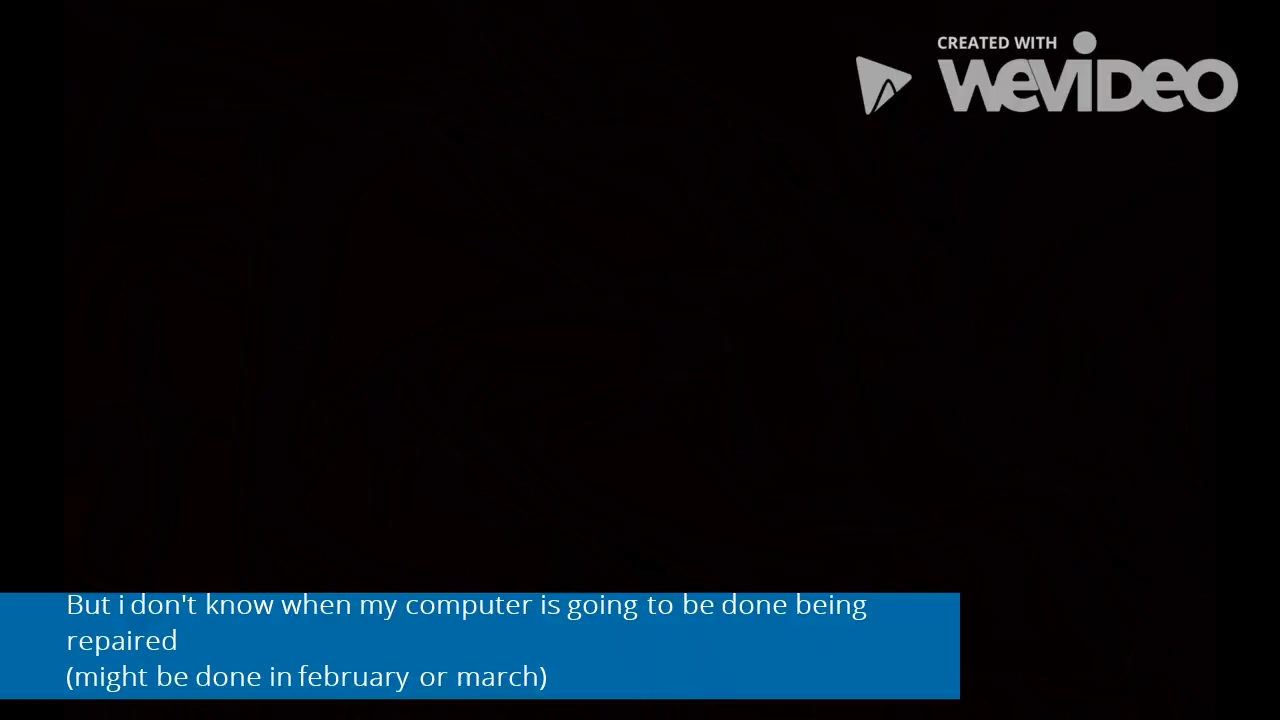 CREATED WITH
WEVIDEO
But i don't know when my computer is going to be done being
repaired
(might be done in february or march)